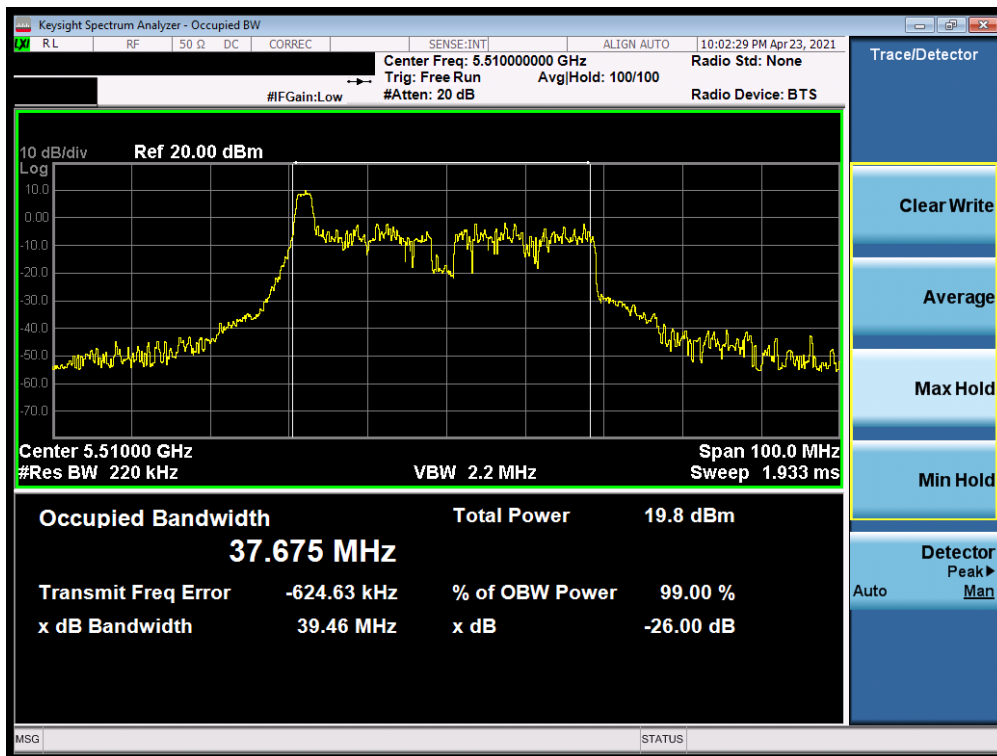 Keysight Spectrum Analyzer - Occupied BW
LXI RL RF 50 Ω DC CORREC SENSE:INT ALIGN AUTO 10:02:29 PM Apr 23, 2021
Center Freq: 5.510000000 GHz Radio Std: None
Trig: Free Run Avg|Hold: 100/100
#IFGain:Low #Atten: 20 dB Radio Device: BTS
10 dB/div Ref 20.00 dBm
Log
10.0
0.00
-10.0
-20.0
-30.0
-40.0
-50.0
-60.0
-70.0
Center 5.51000 GHz Span 100.0 MHz
#Res BW 220 kHz VBW 2.2 MHz Sweep 1.933 ms
Occupied Bandwidth Total Power 19.8 dBm
37.675 MHz
Transmit Freq Error -624.63 kHz % of OBW Power 99.00 %
x dB Bandwidth 39.46 MHz x dB -26.00 dB
MSG STATUS
Trace/Detector
Clear Write
Average
Max Hold
Min Hold
Detector
Peak▶
Auto Man